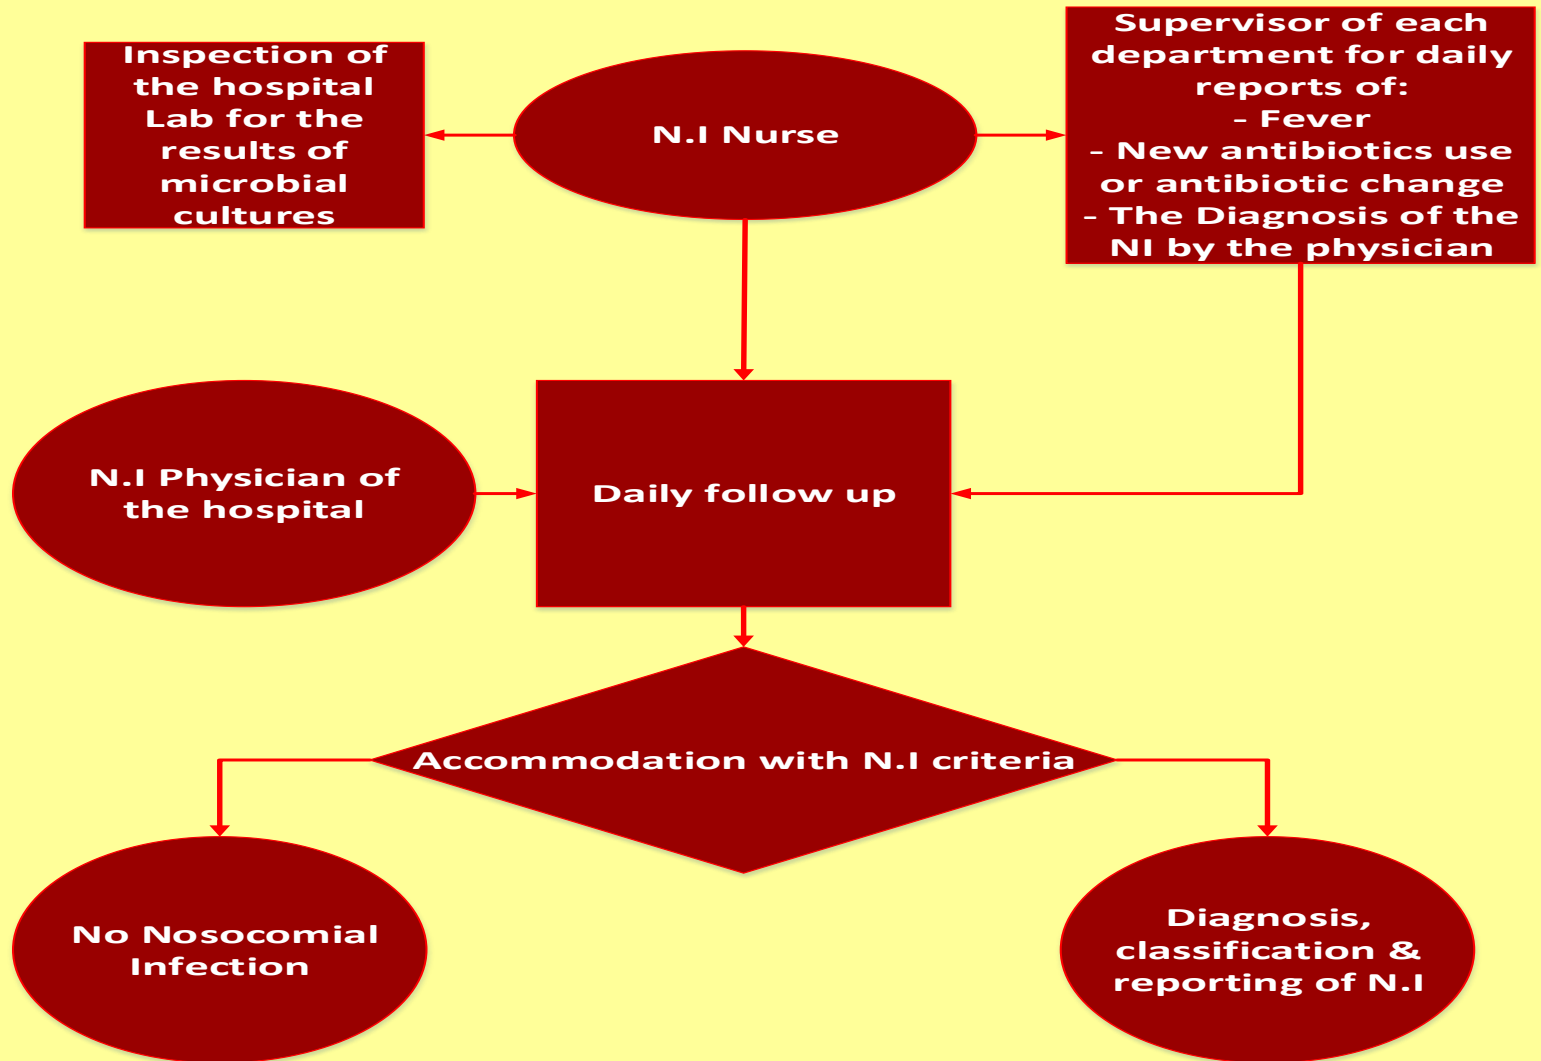 Inspection of
the hospital
Lab for the
results of
microbial
cultures
N.I Nurse
Supervisor of each
department for daily
reports of:
- Fever
- New antibiotics use
or antibiotic change
- The Diagnosis of the
NI by the physician
N.I Physician of
the hospital
Daily follow up
Accommodation with N.I criteria
No Nosocomial
Infection
Diagnosis,
classification &
reporting of N.I